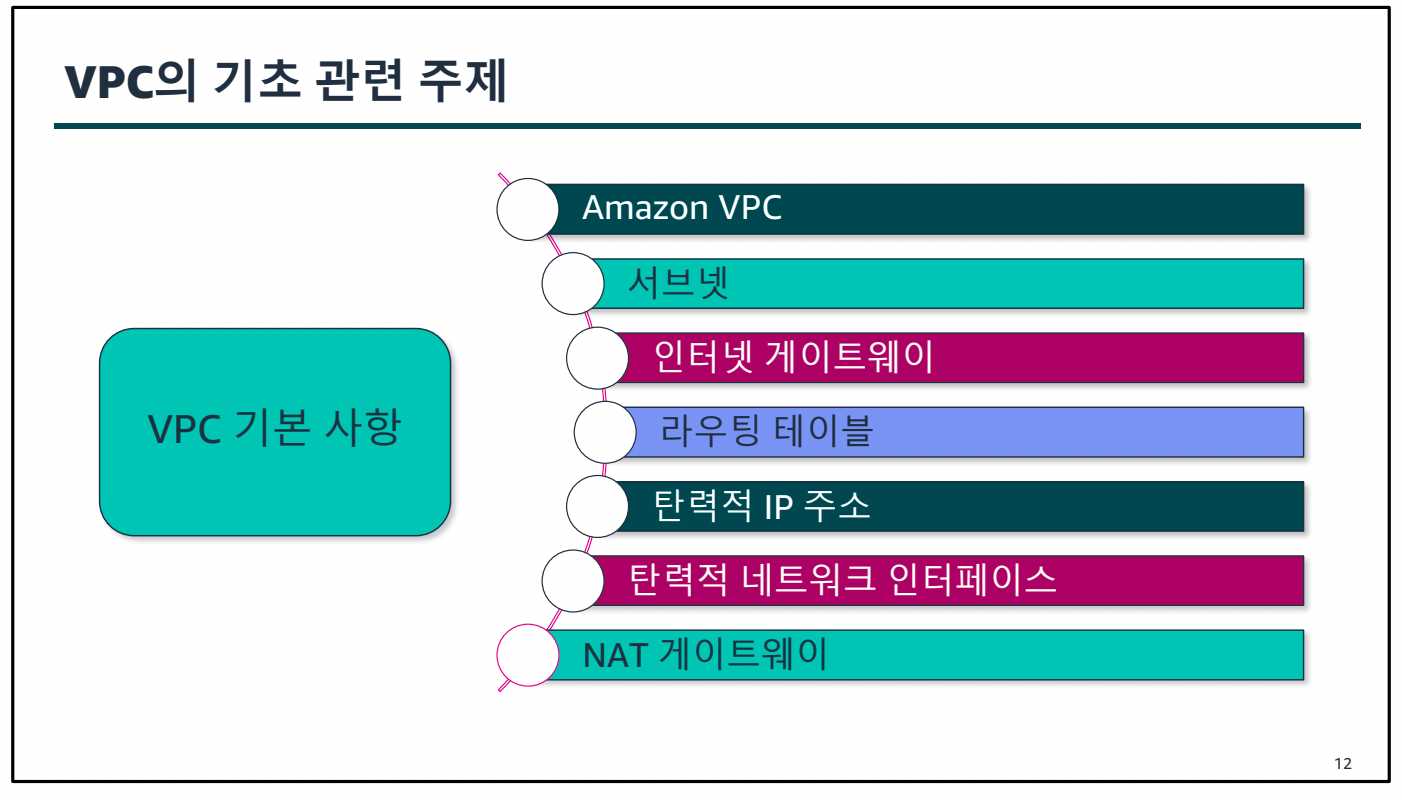 VPC의 기초 관련 주제
VPC 기본 사항
Amazon VPC
서브넷
인터넷 게이트웨이
라우팅 테이블
탄력적 IP 주소
탄력적 네트워크 인터페이스
NAT 게이트웨이
12